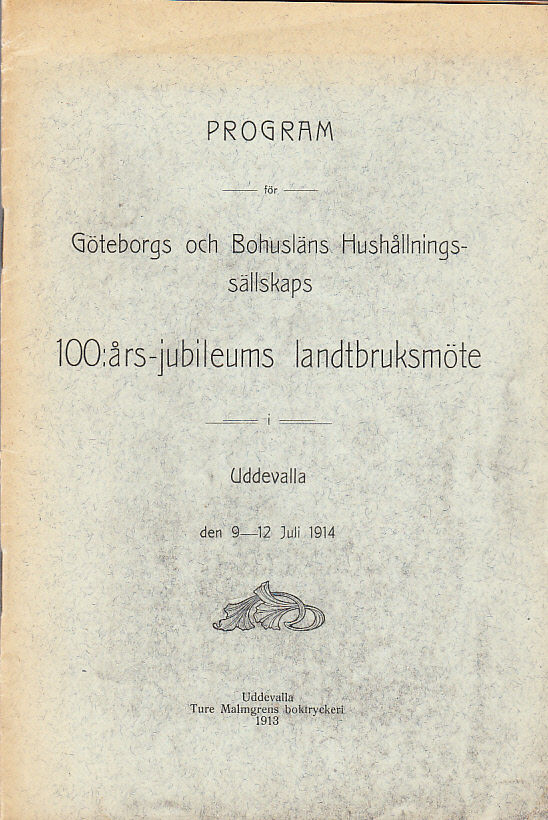 PROGRAM
för
Göteborgs och Bohusläns Hushållnings-
sällskaps
100:års-jubileums landtbruksmöte
i
Uddevalla
den 9—12 Juli 1914
Uddevalla
Ture Malmgrens boktryckeri
1913